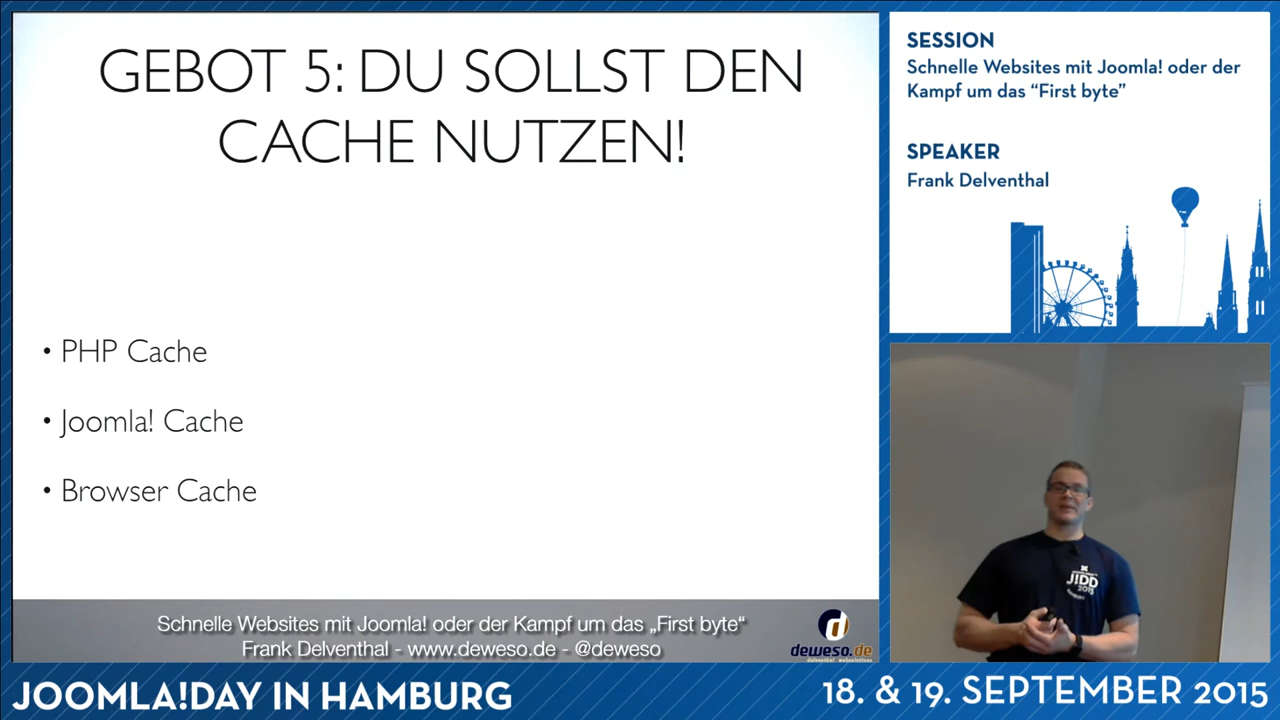 GEBOT 5: DU SOLLST DEN
CACHE NUTZEN!
• PHP Cache
• Joomla! Cache
• Browser Cache
Schnelle Websites mit Joomla! oder der Kampf um das „First byte“
Frank Delventhal - www.deweso.de - @deweso
d
deweso.de
delventhal websolutions
SESSION
Schnelle Websites mit Joomla! oder der
Kampf um das “First byte”
SPEAKER
Frank Delventhal
JIDD
2015
JOOMLA!DAY IN HAMBURG
18. & 19. SEPTEMBER 2015